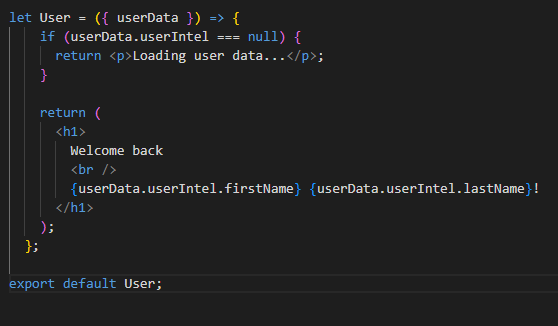 let User = ({ userData }) => {
if (userData.userIntel === null) {
return <p>Loading user data...</p>;
}
return (
<h1>
Welcome back
<br />
{userData.userIntel.firstName} {userData.userIntel.lastName}!
</h1>
);
};
export default User;